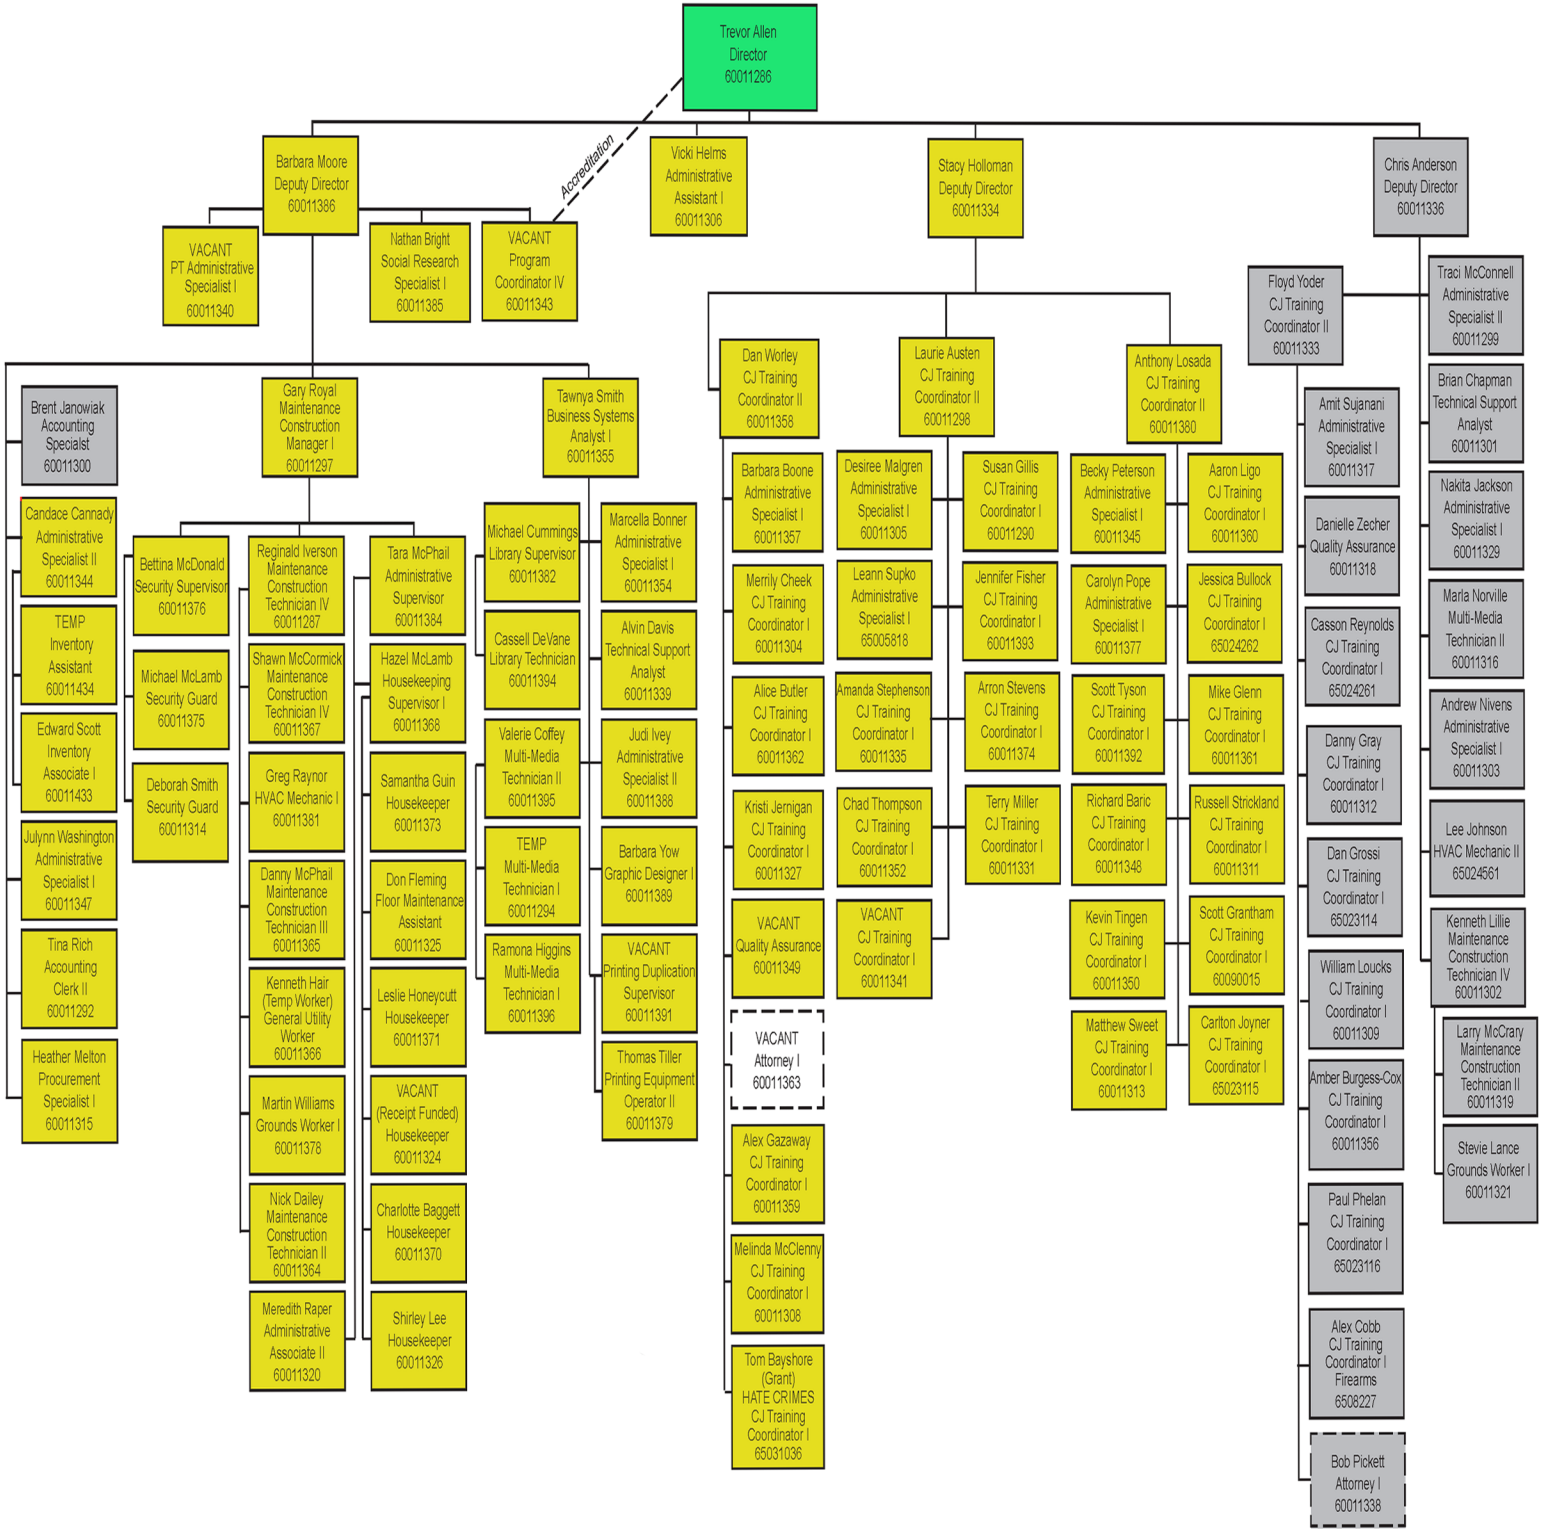 Trevor Allen
Director
60011286
Accreditation
Barbara Moore
Deputy Director
60011386
Vicki Helms
Administrative
Assistant I
60011306
Stacy Holloman
Deputy Director
60011334
Chris Anderson
Deputy Director
60011336
VACANT
PT Administrative
Specialist I
60011340
Nathan Bright
Social Research
Specialist I
60011385
VACANT
Program
Coordinator IV
60011343
Brent Janowiak
Accounting
Specialst
60011300
Candace Cannady
Administrative
Specialist II
60011344
TEMP
Inventory
Assistant
60011434
Edward Scott
Inventory
Associate I
60011433
Julynn Washington
Administrative
Specialist I
60011347
Tina Rich
Accounting
Clerk II
60011292
Heather Melton
Procurement
Specialist I
60011315
Gary Royal
Maintenance
Construction
Manager I
60011297
Bettina McDonald
Security Supervisor
60011376
Michael McLamb
Security Guard
60011375
Deborah Smith
Security Guard
60011314
Reginald Iverson
Maintenance
Construction
Technician IV
60011287
Shawn McCormick
Maintenance
Construction
Technician IV
60011367
Greg Raynor
HVAC Mechanic I
60011381
Danny McPhail
Maintenance
Construction
Technician III
60011365
Kenneth Hair
(Temp Worker)
General Utility
Worker
60011366
Martin Williams
Grounds Worker I
60011378
Nick Dailey
Maintenance
Construction
Technician II
60011364
Meredith Raper
Administrative
Associate II
60011320
Tara McPhail
Administrative
Supervisor
60011384
Hazel McLamb
Housekeeping
Supervisor I
60011368
Samantha Guin
Housekeeper
60011373
Don Fleming
Floor Maintenance
Assistant
60011325
Leslie Honeycutt
Housekeeper
60011371
VACANT
(Receipt Funded)
Housekeeper
60011324
Charlotte Baggett
Housekeeper
60011370
Shirley Lee
Housekeeper
60011326
Tawnya Smith
Business Systems
Analyst I
60011355
Michael Cummings
Library Supervisor
60011382
Cassell DeVane
Library Technician
60011394
Valerie Coffey
Multi-Media
Technician II
60011395
TEMP
Multi-Media
Technician I
60011294
Ramona Higgins
Multi-Media
Technician I
60011396
Marcella Bonner
Administrative
Specialist I
60011354
Alvin Davis
Technical Support
Analyst
60011339
Judi Ivey
Administrative
Specialist II
60011388
Barbara Yow
Graphic Designer I
60011389
VACANT
Printing Duplication
Supervisor
60011391
Thomas Tiller
Printing Equipment
Operator II
60011379
Dan Worley
CJ Training
Coordinator II
60011358
Barbara Boone
Administrative
Specialist I
60011357
Merrily Cheek
CJ Training
Coordinator I
60011304
Alice Butler
CJ Training
Coordinator I
60011362
Kristi Jernigan
CJ Training
Coordinator I
60011327
VACANT
Quality Assurance
60011349
VACANT
Attorney I
60011363
Alex Gazaway
CJ Training
Coordinator I
60011359
Melinda McClenny
CJ Training
Coordinator I
60011308
Tom Bayshore
(Grant)
HATE CRIMES
CJ Training
Coordinator I
65031036
Laurie Austen
CJ Training
Coordinator II
60011298
Desiree Malgren
Administrative
Specialist I
60011305
Leann Supko
Administrative
Specialist I
65005818
Amanda Stephenson
CJ Training
Coordinator I
60011335
Chad Thompson
CJ Training
Coordinator I
60011352
VACANT
CJ Training
Coordinator I
60011341
Susan Gillis
CJ Training
Coordinator I
60011290
Jennifer Fisher
CJ Training
Coordinator I
60011393
Arron Stevens
CJ Training
Coordinator I
60011374
Terry Miller
CJ Training
Coordinator I
60011331
Anthony Losada
CJ Training
Coordinator II
60011380
Becky Peterson
Administrative
Specialist I
60011345
Carolyn Pope
Administrative
Specialist I
60011377
Scott Tyson
CJ Training
Coordinator I
60011392
Richard Baric
CJ Training
Coordinator I
60011348
Kevin Tingen
CJ Training
Coordinator I
60011350
Matthew Sweet
CJ Training
Coordinator I
60011313
Aaron Ligo
CJ Training
Coordinator I
60011360
Jessica Bullock
CJ Training
Coordinator I
65024262
Mike Glenn
CJ Training
Coordinator I
60011361
Russell Strickland
CJ Training
Coordinator I
60011311
Scott Grantham
CJ Training
Coordinator I
60090015
Carlton Joyner
CJ Training
Coordinator I
65023115
Floyd Yoder
CJ Training
Coordinator II
60011333
Amit Sujanani
Administrative
Specialist I
60011317
Danielle Zecher
Quality Assurance
60011318
Casson Reynolds
CJ Training
Coordinator I
65024261
Danny Gray
CJ Training
Coordinator I
60011312
Dan Grossi
CJ Training
Coordinator I
65023114
William Loucks
CJ Training
Coordinator I
60011309
Amber Burgess-Cox
CJ Training
Coordinator I
60011356
Paul Phelan
CJ Training
Coordinator I
65023116
Alex Cobb
CJ Training
Coordinator I
Firearms
6508227
Bob Pickett
Attorney I
60011338
Traci McConnell
Administrative
Specialist II
60011299
Brian Chapman
Technical Support
Analyst
60011301
Nakita Jackson
Administrative
Specialist I
60011329
Marla Norville
Multi-Media
Technician II
60011316
Andrew Nivens
Administrative
Specialist I
60011303
Lee Johnson
HVAC Mechanic II
65024561
Kenneth Lillie
Maintenance
Construction
Technician IV
60011302
Larry McCrary
Maintenance
Construction
Technician II
60011319
Stevie Lance
Grounds Worker I
60011321